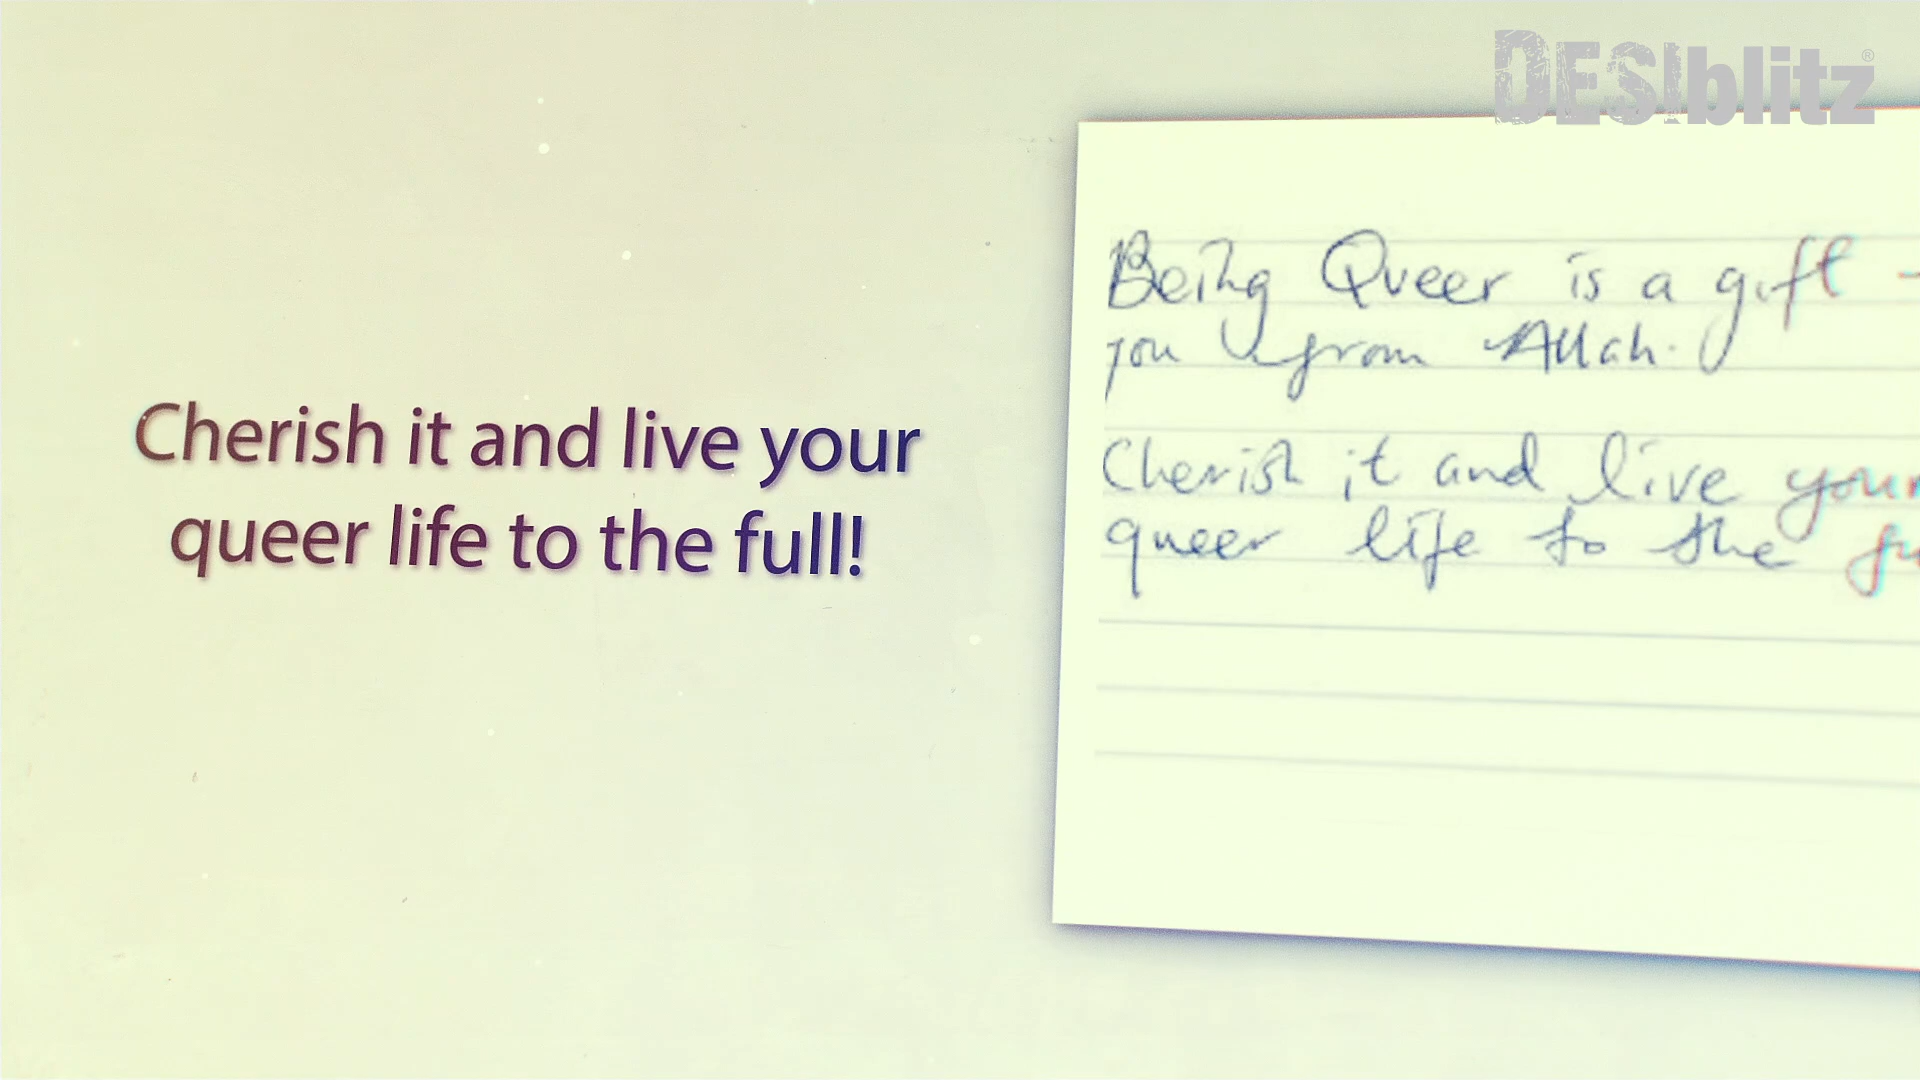 DESIblitz®
Cherish it and live your
queer life to the full!
Being Queer is a gift -
you from Allah.
Cherish it and live your
queer life to the